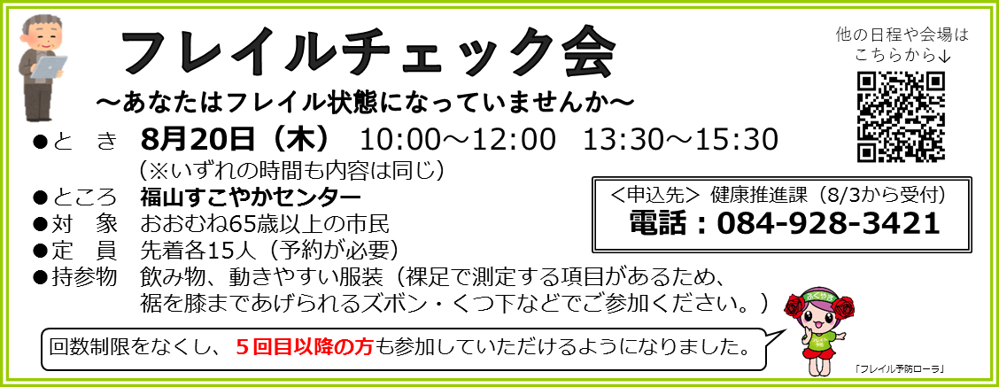 フレイルチェック会
～あなたはフレイル状態になっていませんか～
他の日程や会場は
こちらから↓
●と　き　8月20日（木）　10:00～12:00　13:30～15:30
（※いずれの時間も内容は同じ）
●ところ　福山すこやかセンター
●対　象　おおむね65歳以上の市民
●定　員　先着各15人（予約が必要）
●持参物　飲み物、動きやすい服装（裸足で測定する項目があるため、
裾を膝まであげられるズボン・くつ下などでご参加ください。）
＜申込先＞ 健康推進課（8/3から受付）
電話：084-928-3421
回数制限をなくし、５回目以降の方も参加していただけるようになりました。
ふくやま
「フレイル予防ローラ」